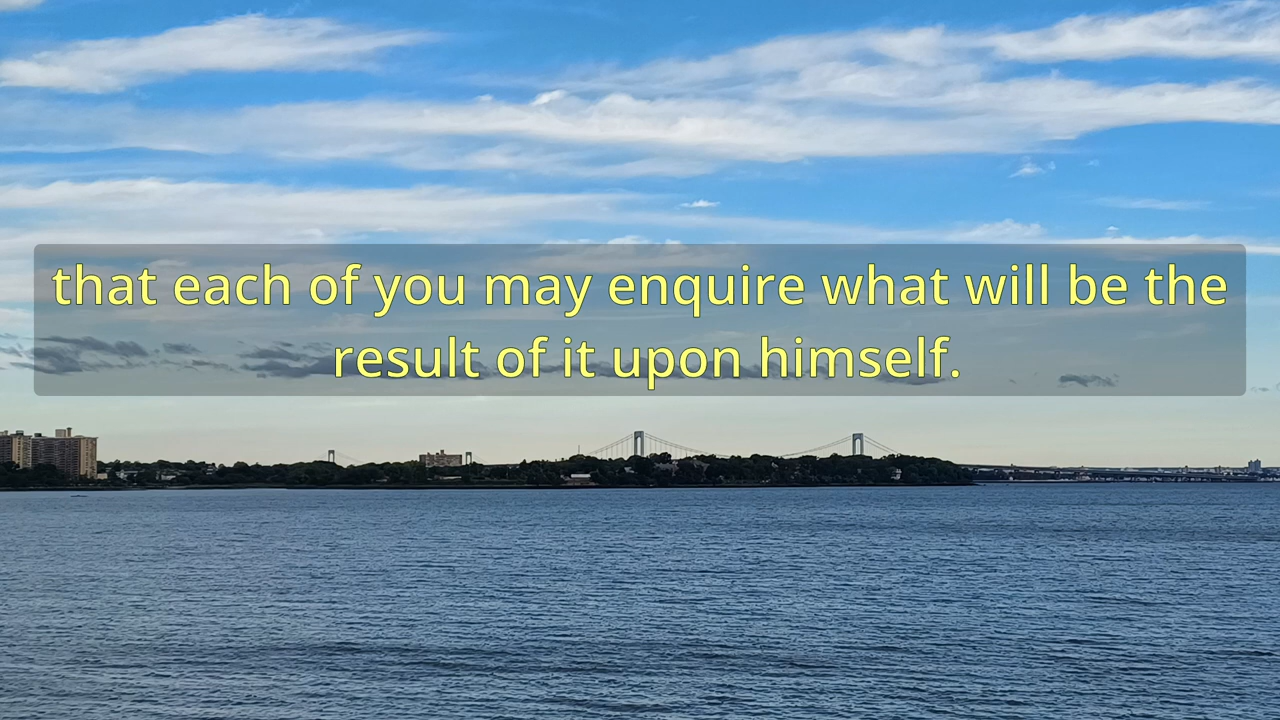 that each of you may enquire what will be the
result of it upon himself.